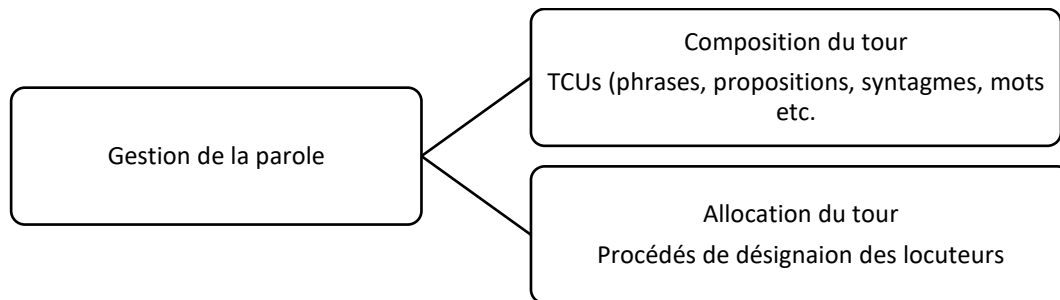 Composition du tour
TCUs (phrases, propositions, syntagmes, mots
etc.
Gestion de la parole
Allocation du tour
Procédés de désignaion des locuteurs